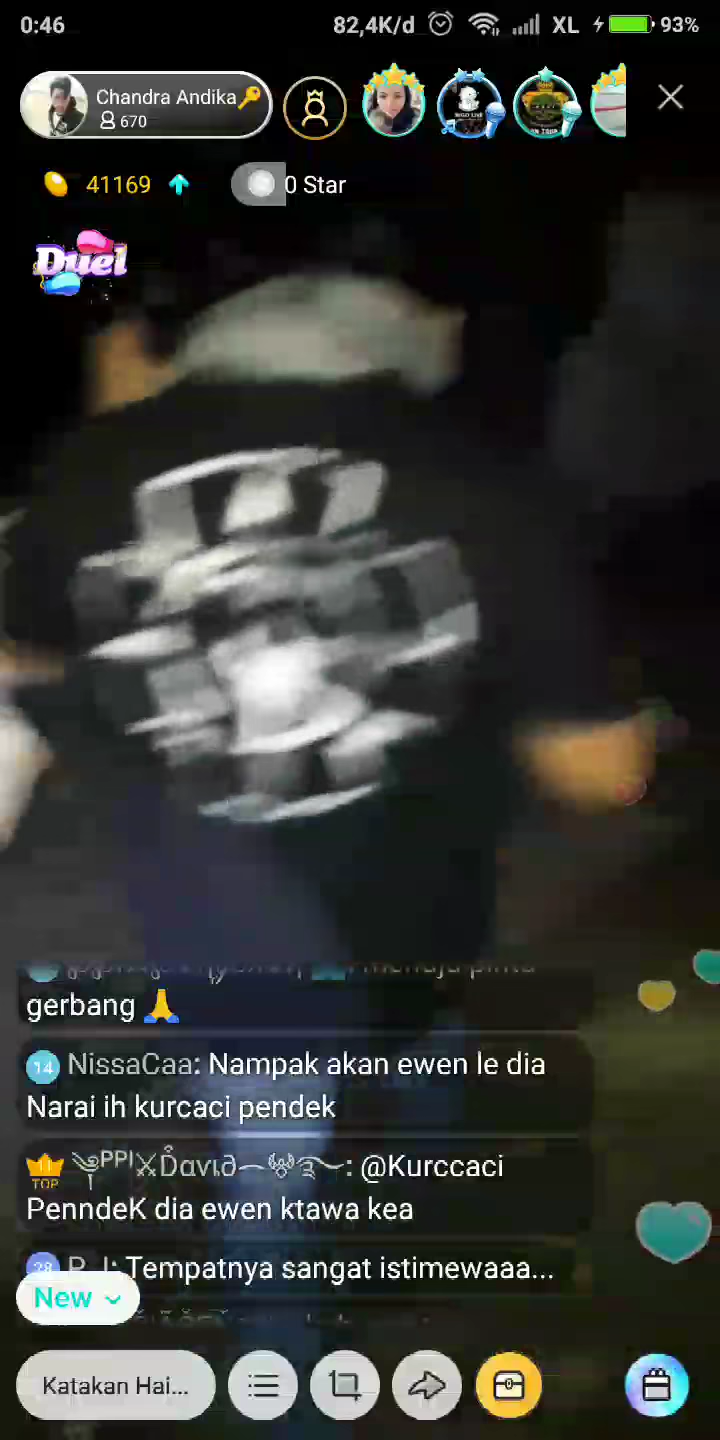 0:46 82,4K/d XL 93%
Chandra Andika
670
41169 0 Star
Duel
gerbang 🙏
14 NissaCaa: Nampak akan ewen le dia
Narai ih kurcaci pendek
TOP @Kurccaci
PenndeK dia ewen ktawa kea
28 Tempatnya sangat istimewaaa...
New
Katakan Hai...